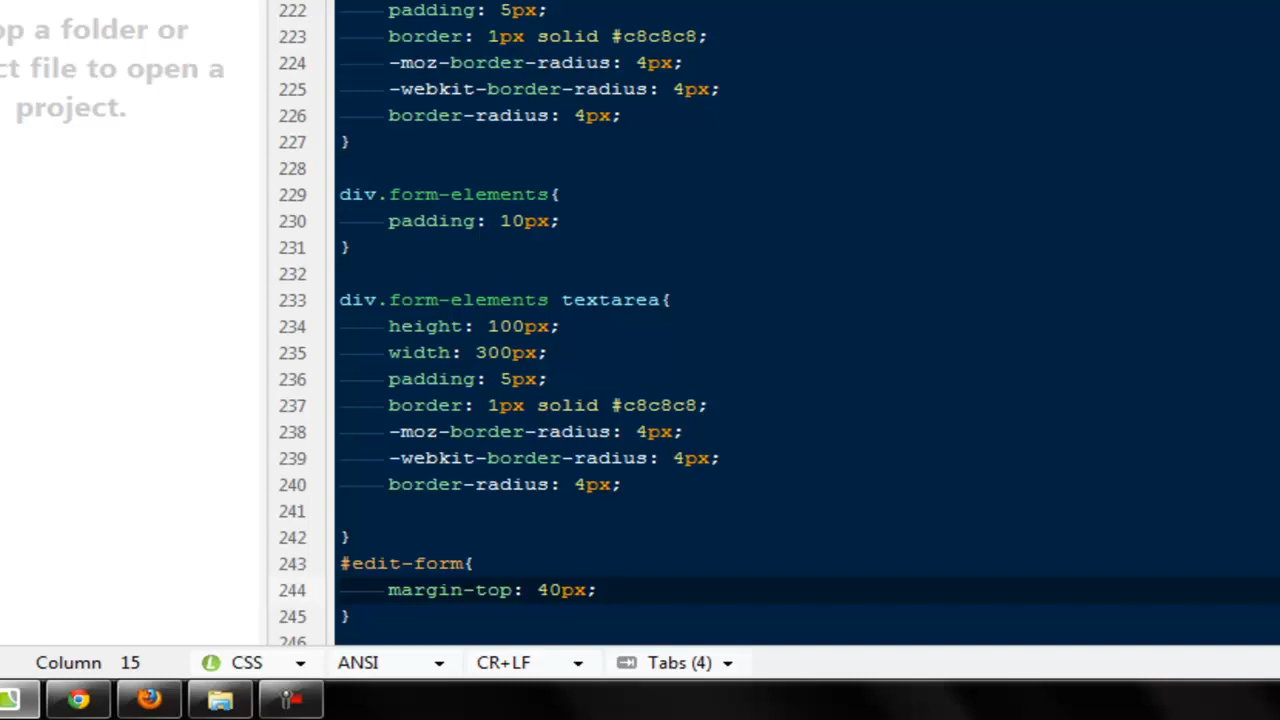 op a folder or
ct file to open a
project.
222 padding: 5px;
223 border: 1px solid #c8c8c8;
224 -moz-border-radius: 4px;
225 -webkit-border-radius: 4px;
226 border-radius: 4px;
227 }
228
229 div.form-elements{
230 padding: 10px;
231 }
232
233 div.form-elements textarea{
234 height: 100px;
235 width: 300px;
236 padding: 5px;
237 border: 1px solid #c8c8c8;
238 -moz-border-radius: 4px;
239 -webkit-border-radius: 4px;
240 border-radius: 4px;
241
242 }
243 #edit-form{
244 margin-top: 40px;
245 }
246
Column 15 CSS ANSI CR+LF Tabs (4)